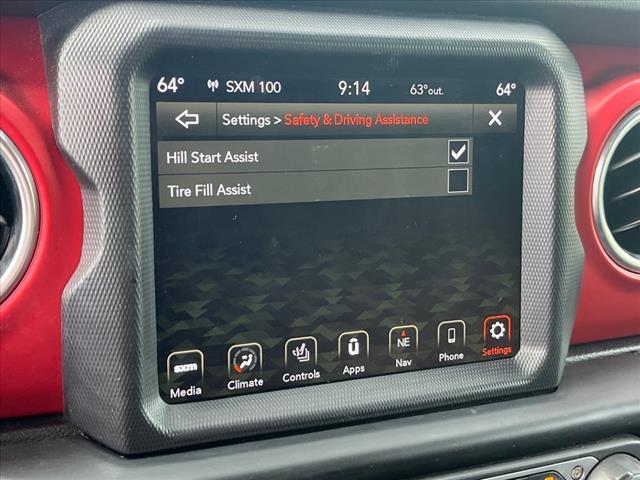 64° SXM 100 9:14 63° out. 64°
Settings > Safety & Driving Assistance X
Hill Start Assist
Tire Fill Assist
sxm NE
Media Climate Controls Apps Nav Phone Settings